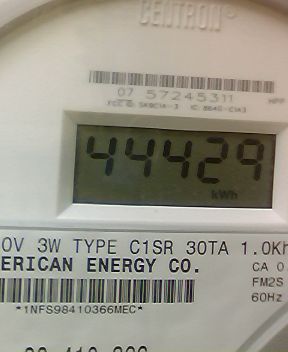 CENTRON®
07 57245311
44429
kWh
0V 3W TYPE C1SR 30TA 1.0Kh
ERICAN ENERGY CO.
CA 0.
FM2S
60Hz
*1NFS98410366MEC*